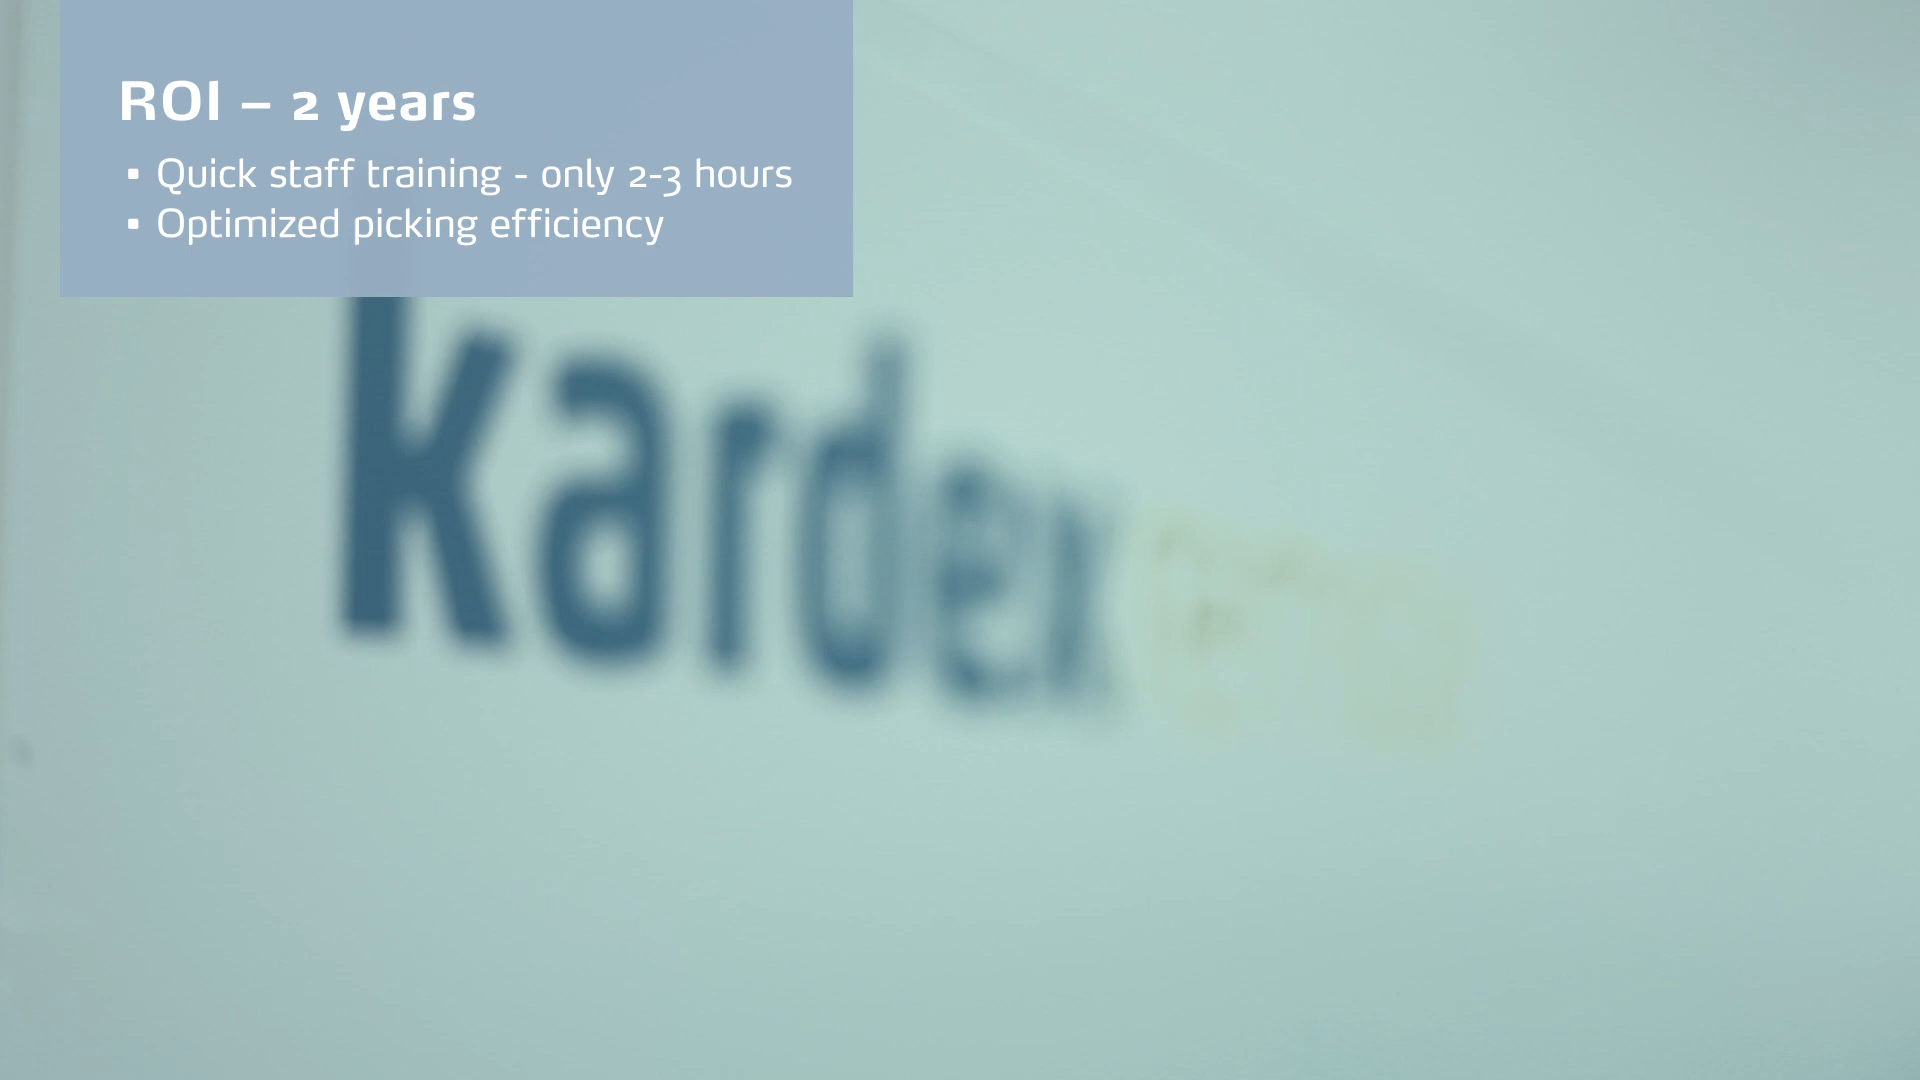 ROI – 2 years
▪ Quick staff training - only 2-3 hours
▪ Optimized picking efficiency
kardex